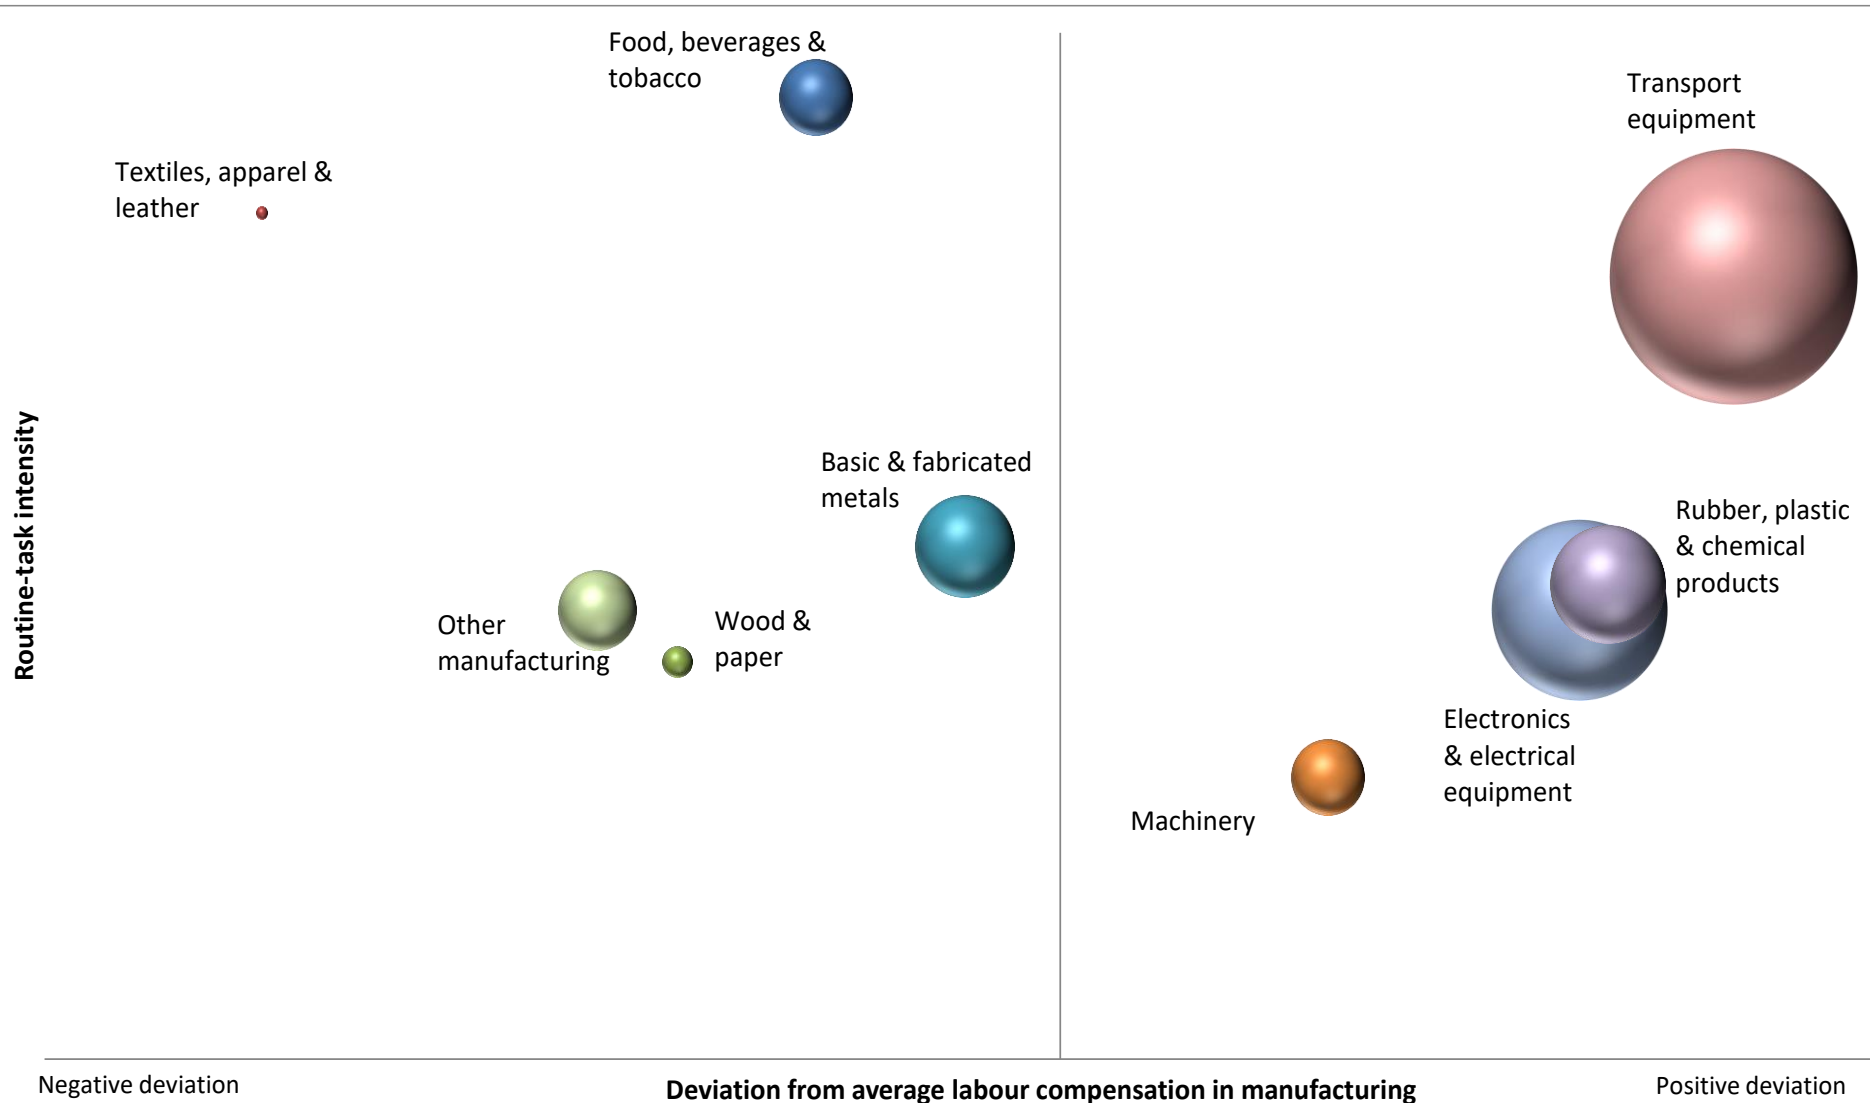 Food, beverages &
tobacco
Transport
equipment
Textiles, apparel &
leather
Routine-task intensity
Basic & fabricated
metals
Rubber, plastic
& chemical
products
Other
manufacturing
Wood &
paper
Electronics
& electrical
equipment
Machinery
Negative deviation
Deviation from average labour compensation in manufacturing
Positive deviation